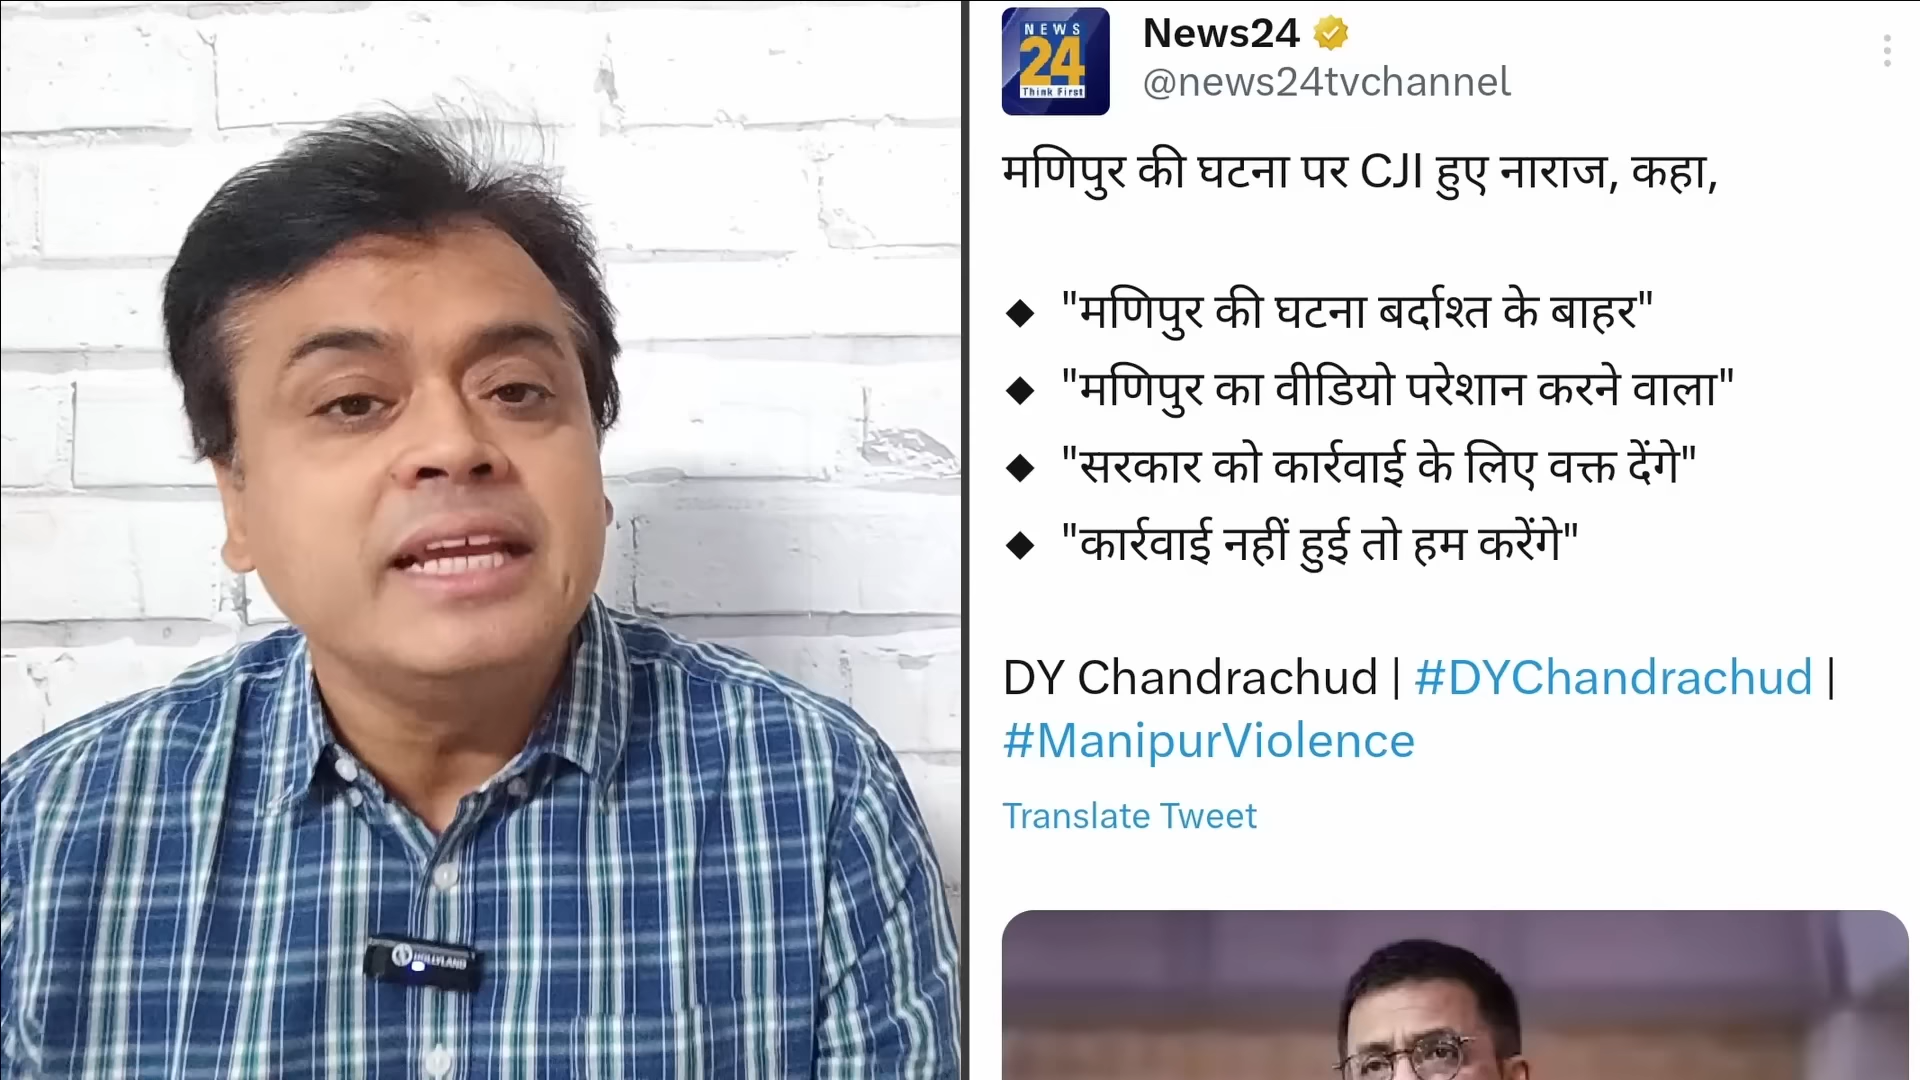 NEWS
24
Think First
News24
@news24tvchannel
मणिपुर की घटना पर CJI हुए नाराज, कहा,
◆ "मणिपुर की घटना बर्दाश्त के बाहर"
◆ "मणिपुर का वीडियो परेशान करने वाला"
◆ "सरकार को कार्रवाई के लिए वक्त देंगे"
◆ "कार्रवाई नहीं हुई तो हम करेंगे"
DY Chandrachud | #DYChandrachud |
#ManipurViolence
Translate Tweet
HOLLYLAND